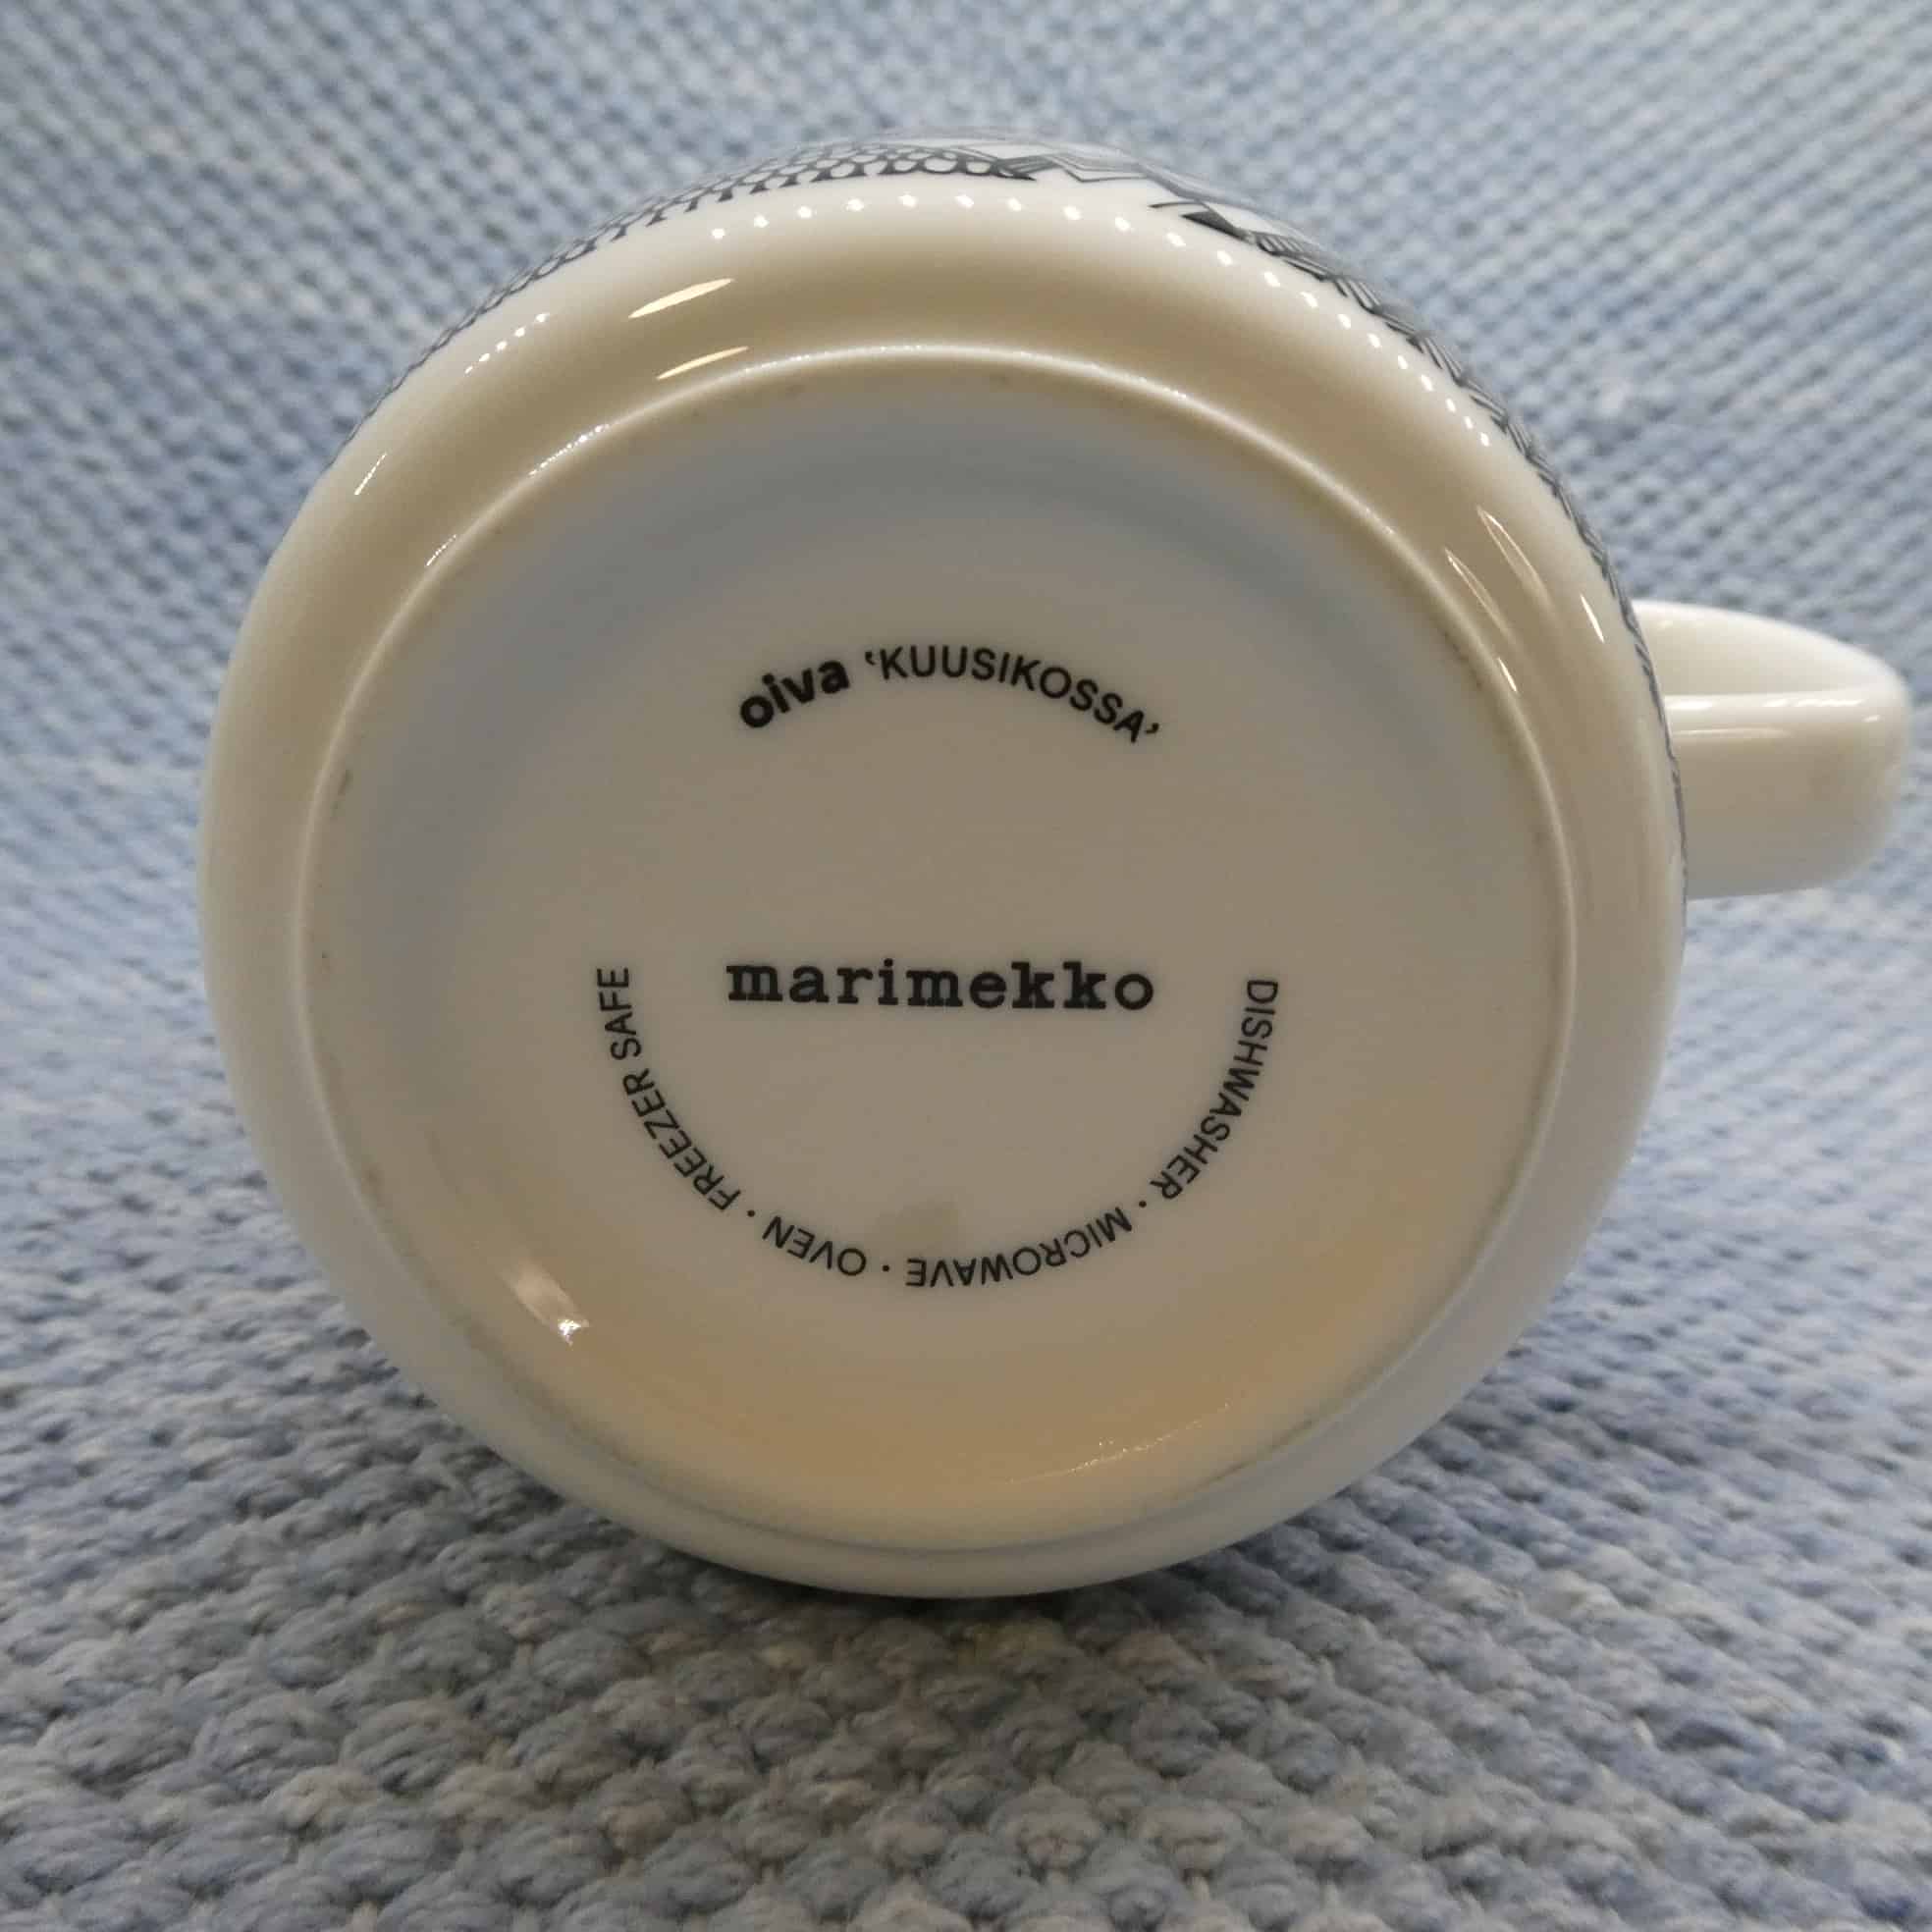 oiva ‘KUUSIKOSSA’
marimekko
DISHWASHER · MICROWAVE · OVEN · FREEZER SAFE